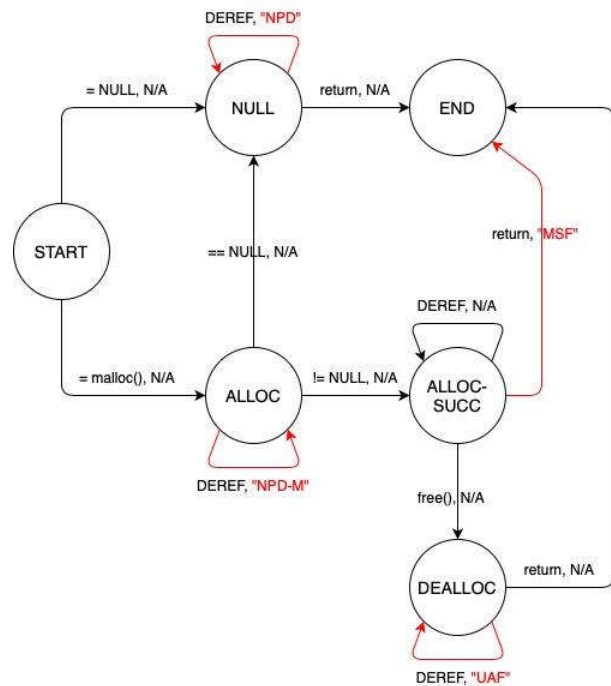 DEREF, "NPD"
= NULL, N/A
return, N/A
NULL
END
START
== NULL, N/A
return, "MSF"
DEREF, N/A
= malloc(), N/A
!= NULL, N/A
ALLOC
ALLOC-
SUCC
DEREF, "NPD-M"
free(), N/A
DEALLOC
return, N/A
DEREF, "UAF"